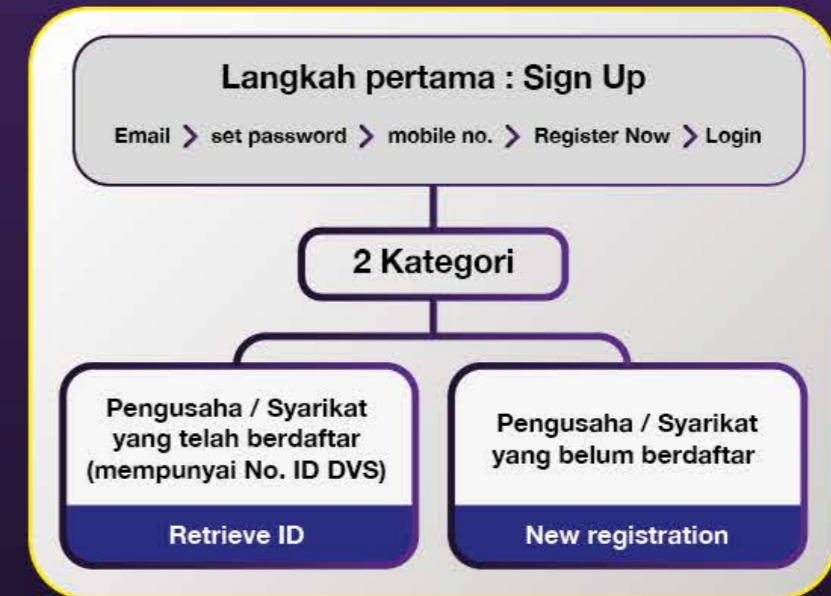 Langkah pertama : Sign Up
Email > set password > mobile no. > Register Now > Login
2 Kategori
Pengusaha / Syarikat
yang telah berdaftar
(mempunyai No. ID DVS)
Retrieve ID
Pengusaha / Syarikat
yang belum berdaftar
New registration